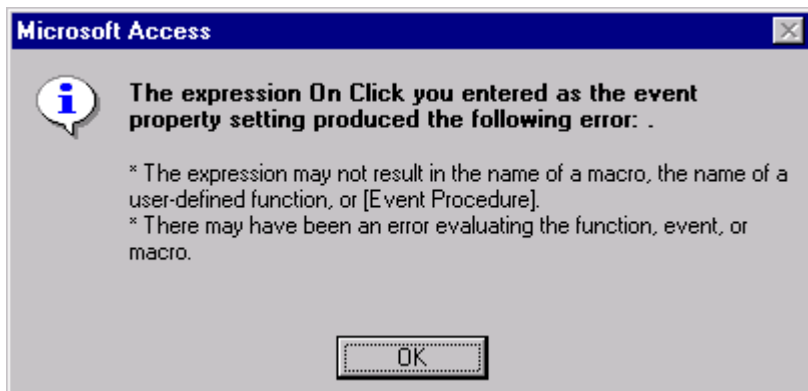 Microsoft Access
The expression On Click you entered as the event
property setting produced the following error: .
* The expression may not result in the name of a macro, the name of a
user-defined function, or [Event Procedure].
* There may have been an error evaluating the function, event, or
macro.
OK